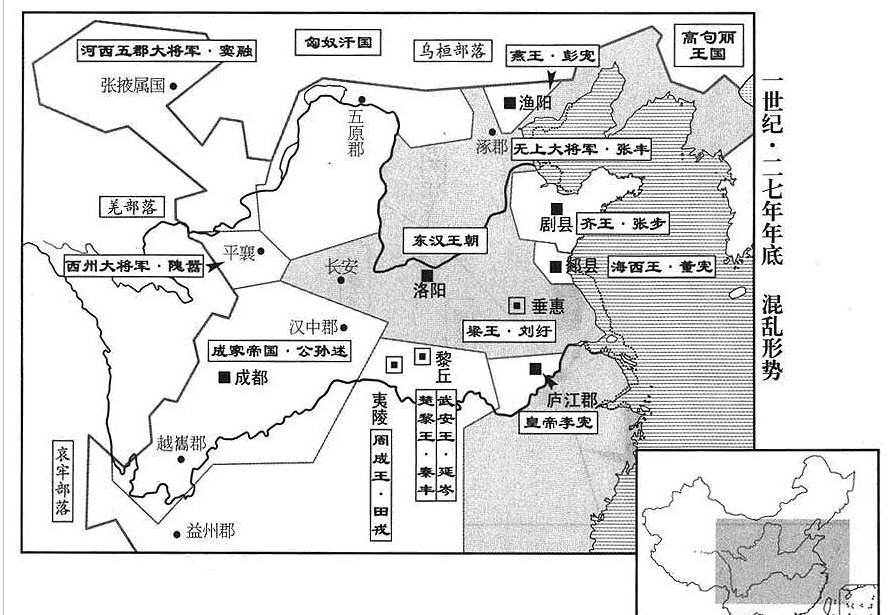 河西五郡大将军·窦融
张掖属国
匈奴汗国
乌桓部落
燕王·彭宠
高句丽
王国
渔阳
五原郡
涿郡
无上大将军·张丰
羌部落
剧县
齐王·张步
东汉王朝
平襄
西州大将军·隗嚣
长安
洛阳
郯县
海西王·董宪
垂惠
梁王·刘纡
汉中郡
成家帝国·公孙述
成都
黎丘
楚黎王·秦丰
武安王·延岑
夷陵
周成王·田戎
庐江郡
皇帝李宪
越巂郡
哀牢部落
益州郡
一世纪·二七年年底 混乱形势